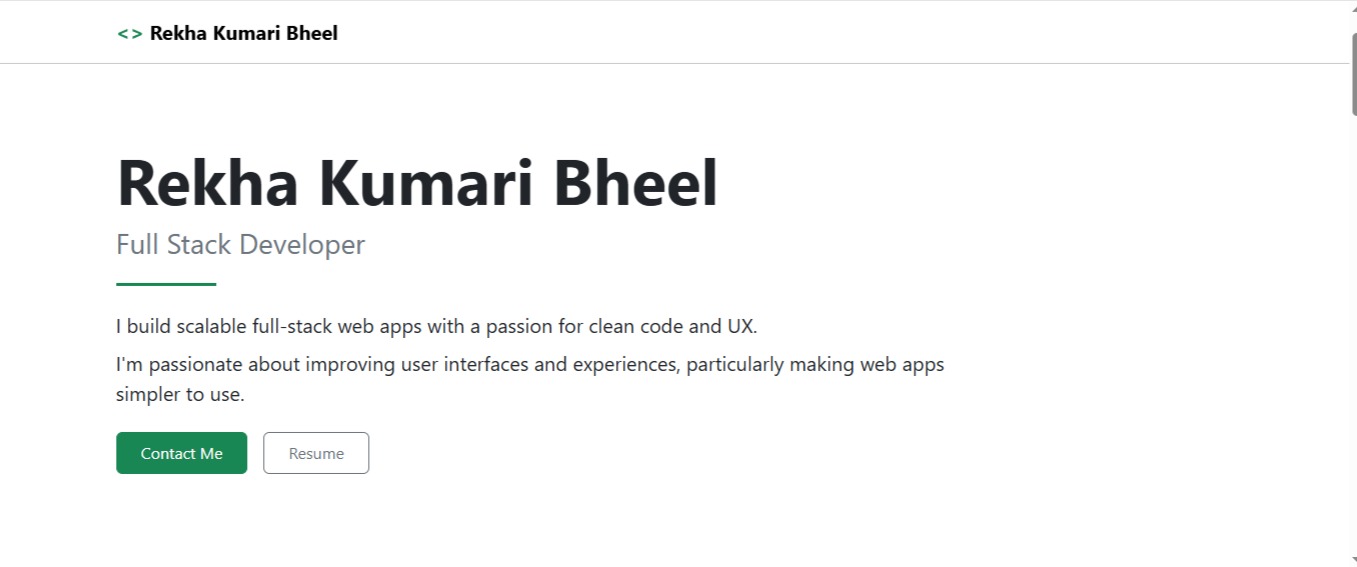 <> Rekha Kumari Bheel
Rekha Kumari Bheel
Full Stack Developer
I build scalable full-stack web apps with a passion for clean code and UX.
I'm passionate about improving user interfaces and experiences, particularly making web apps
simpler to use.
Contact Me
Resume